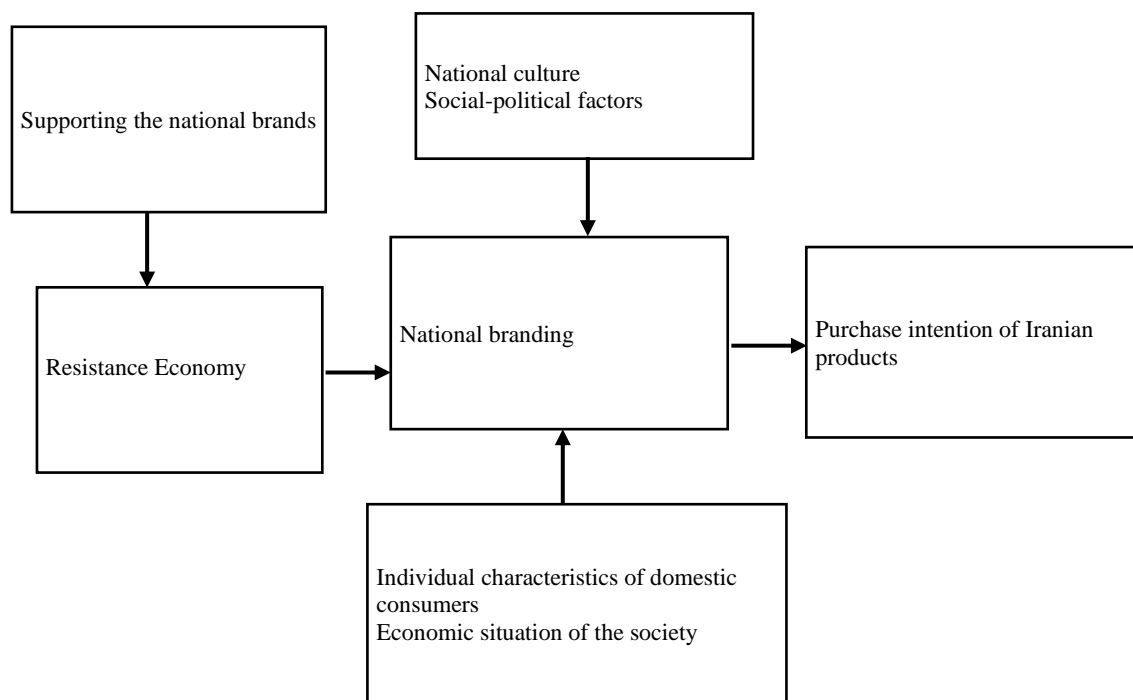 Supporting the national brands
National culture
Social-political factors
Resistance Economy
National branding
Purchase intention of Iranian
products
Individual characteristics of domestic
consumers
Economic situation of the society